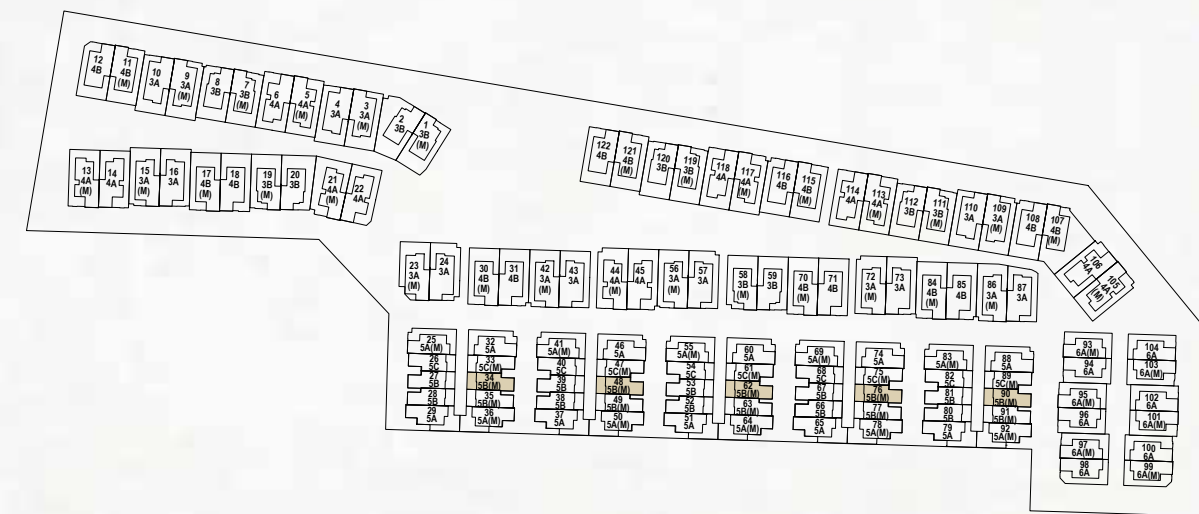 12
4B
11
4B
(M)
10
3A
9
3A
(M)
8
3B
7
3B
(M)
6
4A
5
4A
(M)
4
3A
3
3A
(M)
2
3B
1
3B
(M)
13
4A
(M)
14
4A
15
3A
(M)
16
3A
17
4B
(M)
18
4B
19
3B
(M)
20
3B
21
4A
(M)
22
4A
122
4B
121
4B
(M)
120
3B
119
3B
(M)
118
4A
117
4A
(M)
116
4B
115
4B
(M)
114
4A
113
4A
(M)
112
3B
111
3B
(M)
110
3A
109
3A
(M)
108
4B
107
4B
(M)
106
4A
105
4A
(M)
23
3A
(M)
24
3A
30
4B
(M)
31
4B
42
3A
(M)
43
3A
44
4A
(M)
45
4A
56
3A
(M)
57
3A
58
3B
(M)
59
3B
70
4B
(M)
71
4B
72
3A
(M)
73
3A
84
4B
(M)
85
4B
86
3A
(M)
87
3A
25
5A(M)
26
5C
27
5B
28
5B
29
5A
32
5A
33
5C(M)
34
5B(M)
35
5B(M)
36
5A(M)
41
5A(M)
40
5C
39
5B
38
5B
37
5A
46
5A
47
5C(M)
48
5B(M)
49
5B(M)
50
5A(M)
55
5A(M)
54
5C
53
5B
52
5B
51
5A
60
5A
61
5C(M)
62
5B(M)
63
5B(M)
64
5A(M)
69
5A(M)
68
5C
67
5B
66
5B
65
5A
74
5A
75
5C(M)
76
5B(M)
77
5B(M)
78
5A(M)
83
5A(M)
82
5C
81
5B
80
5B
79
5A
88
5A
89
5C(M)
90
5B(M)
91
5B(M)
92
5A(M)
93
6A(M)
94
6A
95
6A(M)
96
6A
97
6A(M)
98
6A
104
6A
103
6A(M)
102
6A
101
6A(M)
100
6A
99
6A(M)